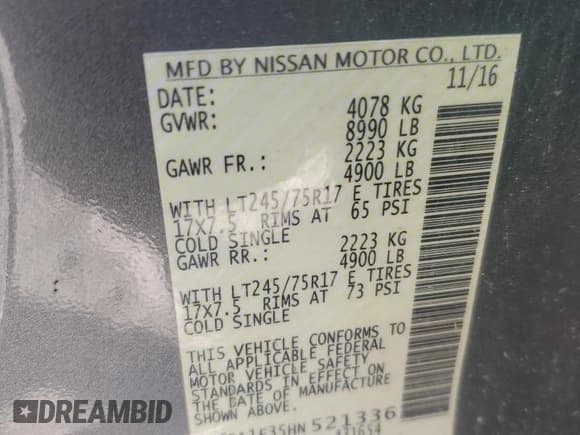 MFD BY NISSAN MOTOR CO., LTD.
DATE: 11/16
GVWR: 4078 KG
8990 LB
GAWR FR.: 2223 KG
4900 LB
WITH LT245/75R17 E TIRES
17X7.5 RIMS AT 65 PSI
COLD SINGLE
GAWR RR.: 2223 KG
4900 LB
WITH LT245/75R17 E TIRES
17X7.5 RIMS AT 73 PSI
COLD SINGLE
THIS VEHICLE CONFORMS TO
ALL APPLICABLE FEDERAL
MOTOR VEHICLE SAFETY
STANDARDS IN EFFECT ON
THE DATE OF MANUFACTURE
521336
DIDIC.COM